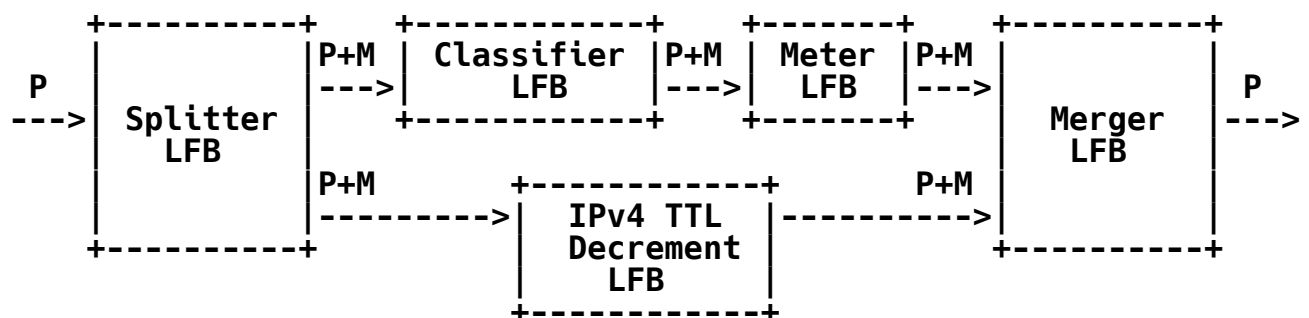 +----------+    +------------+    +-------+    +----------+
|          |P+M | Classifier |P+M | Meter |P+M |          |
P |          |--->|    LFB     |--->|  LFB  |--->|          | P
--->| Splitter |    +------------+    +-------+    |  Merger  |--->
|   LFB    |                                    |   LFB    |
|          |P+M       +------------+       P+M  |          |
|          |--------->|  IPv4 TTL  |----------->|          |
+----------+          |  Decrement |            +----------+
|    LFB     |
+------------+